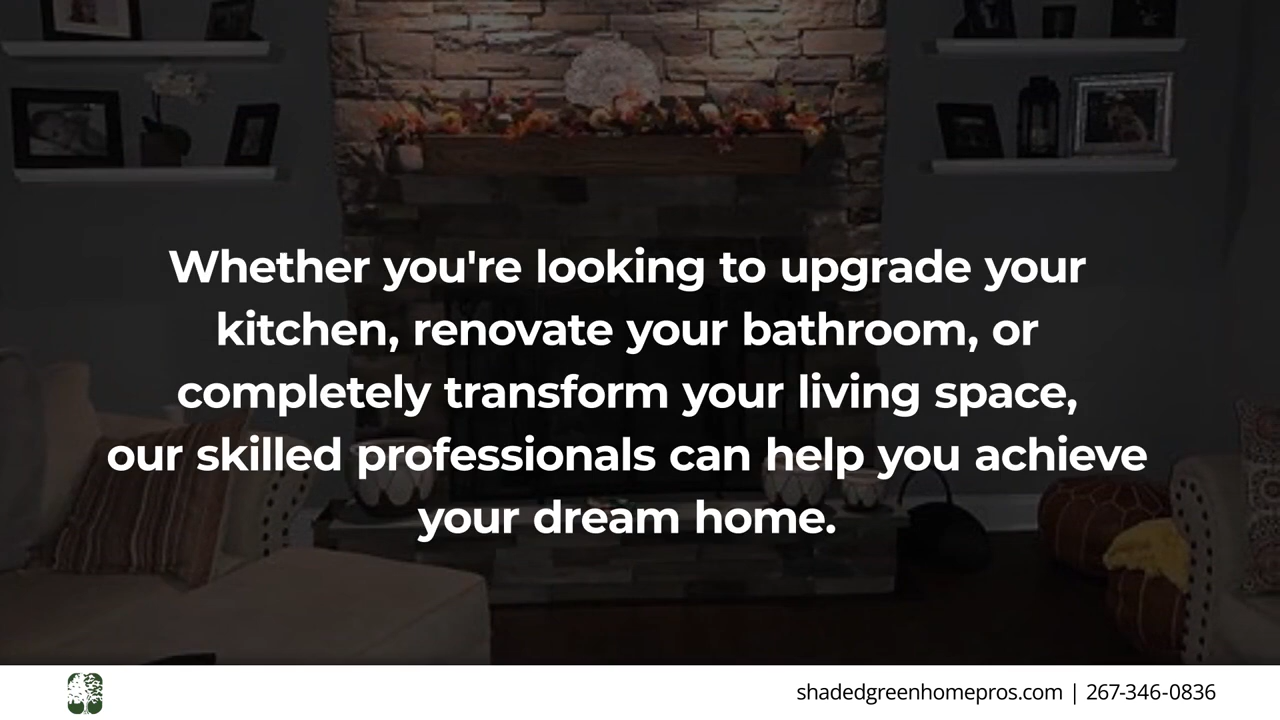 Whether you're looking to upgrade your
kitchen, renovate your bathroom, or
completely transform your living space,
our skilled professionals can help you achieve
your dream home.
shadedgreenhomepros.com | 267-346-0836